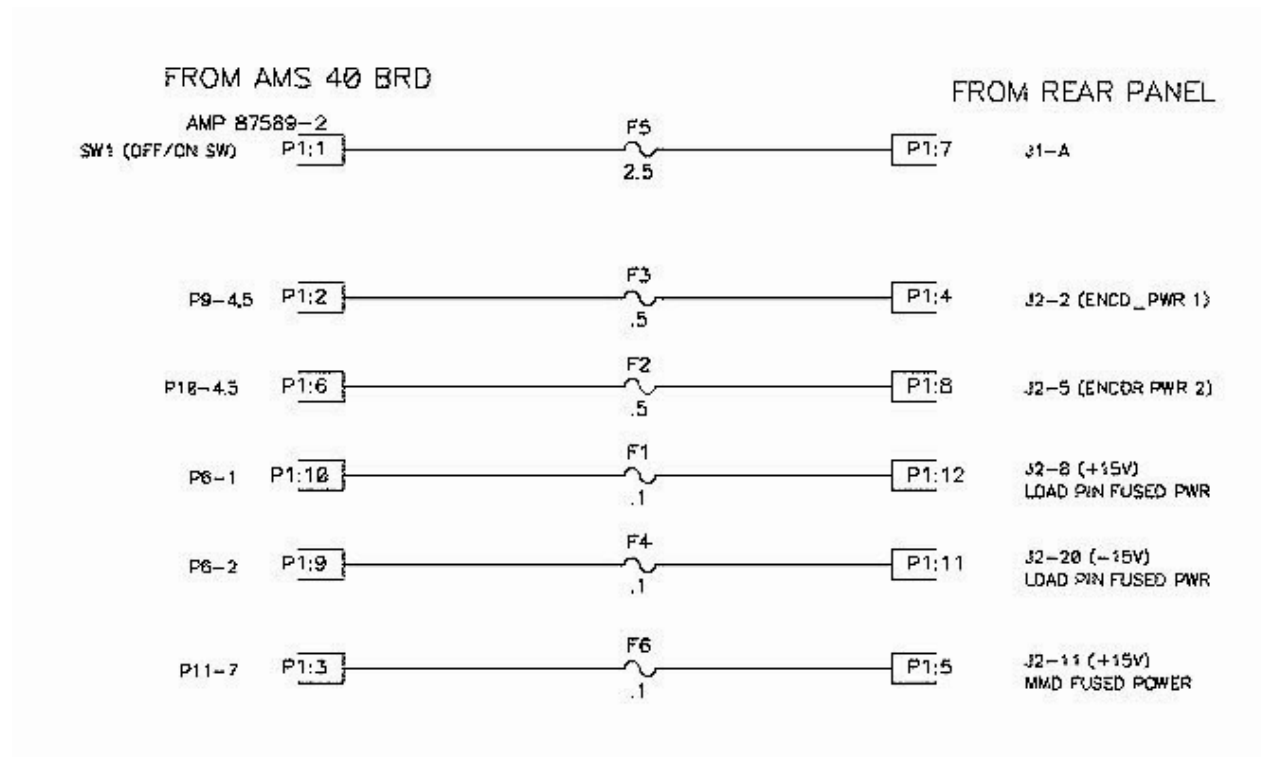 FROM AMS 40 BRD
FROM REAR PANEL
AMP 87589-2
SW1 (OFF/ON SW) P1:1 F5 2.5 P1:7 J1-A
P9-4,5 P1:2 F3 .5 P1:4 J2-2 (ENCD_PWR 1)
P10-4,5 P1:6 F2 .5 P1:8 J2-5 (ENCDR PWR 2)
P6-1 P1:10 F1 .1 P1:12 J2-8 (+15V)
LOAD PIN FUSED PWR
P6-2 P1:9 F4 .1 P1:11 J2-20 (-15V)
LOAD PIN FUSED PWR
P11-7 P1:3 F6 .1 P1:5 J2-11 (+15V)
MMD FUSED POWER